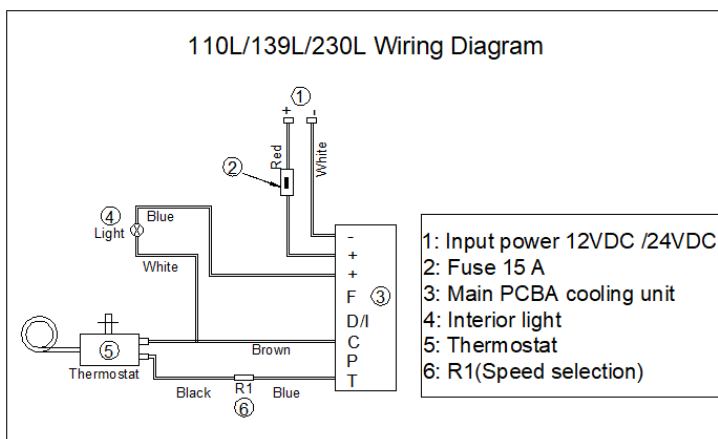 110L/139L/230L Wiring Diagram
①
+ -
Red
White
②
④
Blue
Light
White
-
+
+
F
③
D/I
C
P
T
⑤
Brown
Thermostat
Black
R1
Blue
⑥
1: Input power 12VDC /24VDC
2: Fuse 15 A
3: Main PCBA cooling unit
4: Interior light
5: Thermostat
6: R1(Speed selection)